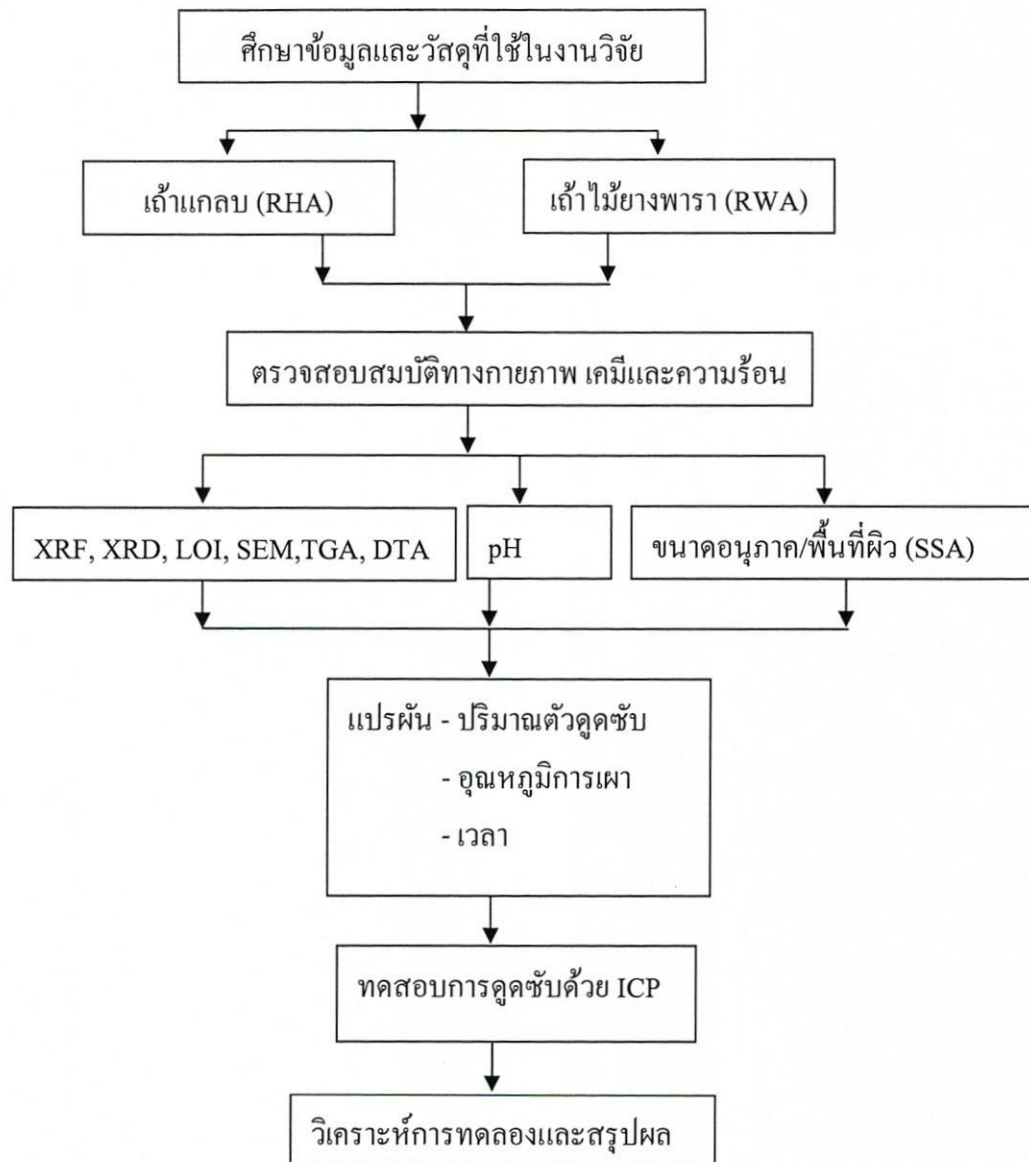 ศึกษาข้อมูลและวัสดุที่ใช้ในงานวิจัย
เถ้าแกลบ (RHA)
เถ้าไม้ยางพารา (RWA)
ตรวจสอบสมบัติทางกายภาพ เคมีและความร้อน
XRF, XRD, LOI, SEM,TGA, DTA
pH
ขนาดอนุภาค/พื้นที่ผิว (SSA)
แปรผัน - ปริมาณตัวดูดซับ
- อุณหภูมิการเผา
- เวลา
ทดสอบการดูดซับด้วย ICP
วิเคราะห์การทดลองและสรุปผล